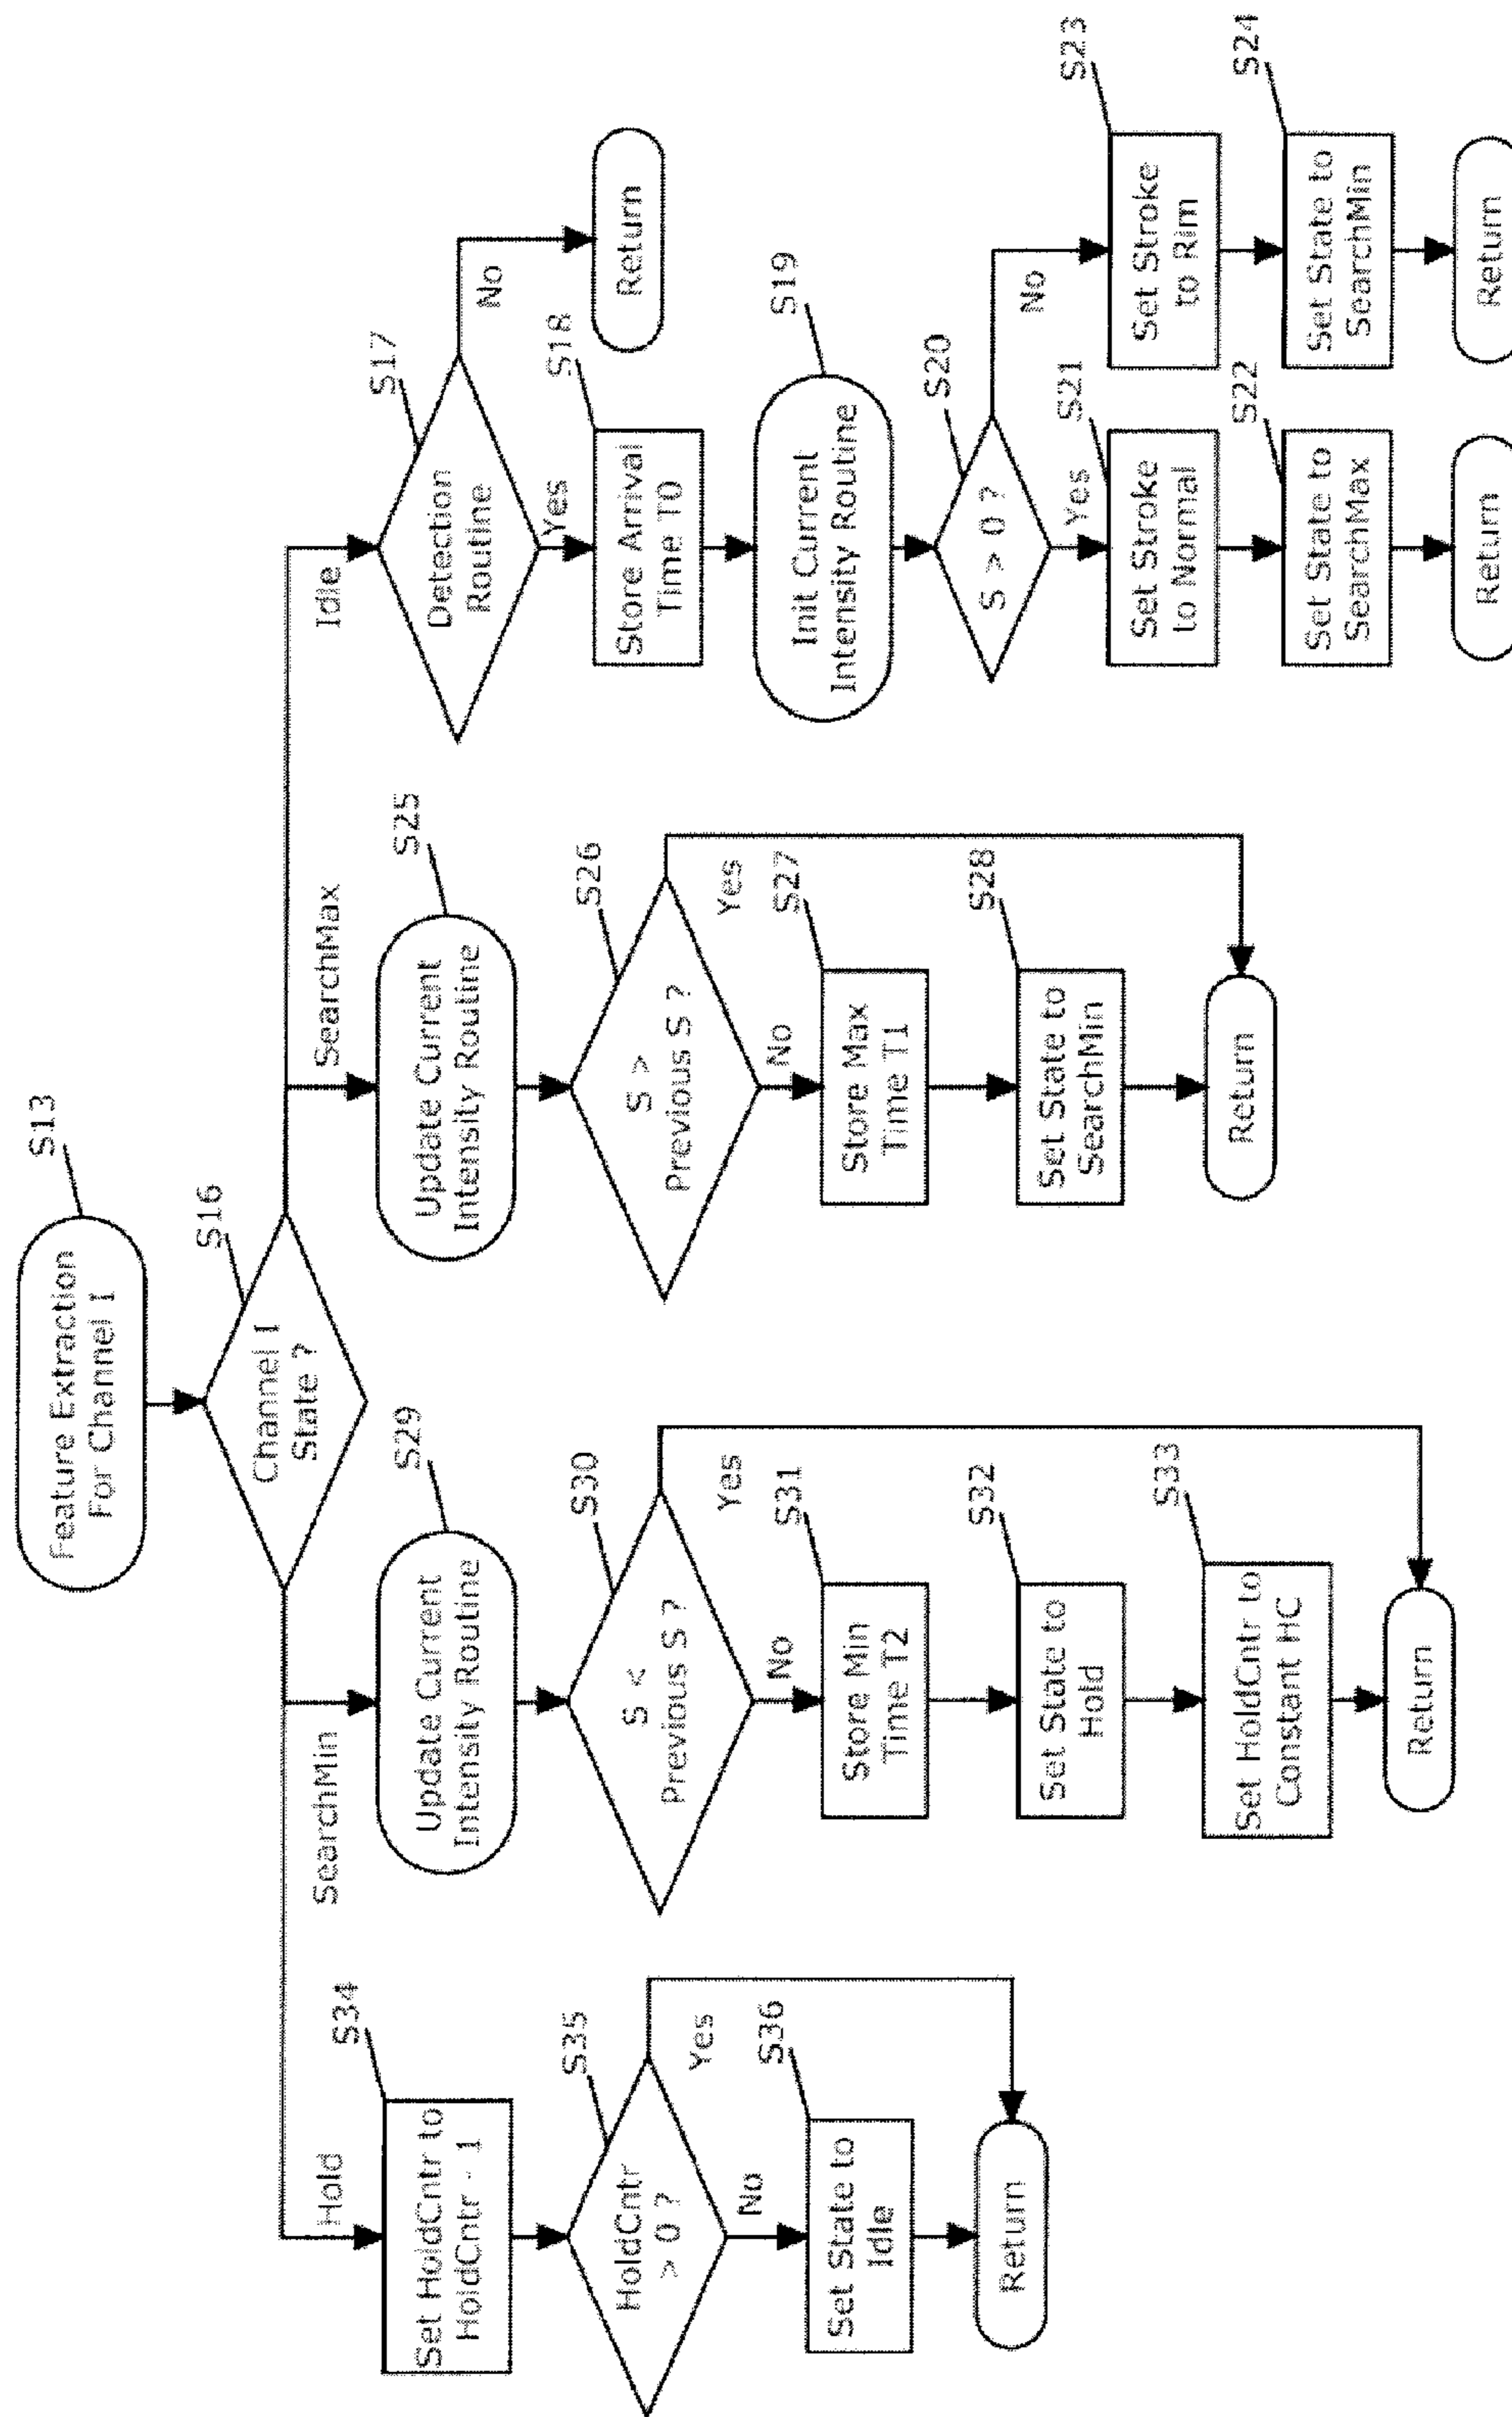 Feature Extraction
For Channel I
S13
Channel I
State ?
S16
Hold
SearchMin
SearchMax
Idle
Set HoldCntr to
HoldCntr - 1
S34
HoldCntr
> 0 ?
S35
Yes
No
Set State to
Idle
S36
Return
Update Current
Intensity Routine
S29
S <
Previous S ?
S30
Yes
No
Store Min
Time T2
S31
Set State to
Hold
S32
Set HoldCntr to
Constant HC
S33
Return
Update Current
Intensity Routine
S25
S >
Previous S ?
S26
Yes
No
Store Max
Time T1
S27
Set State to
SearchMin
S28
Return
Detection
Routine
S17
No
Return
Yes
Store Arrival
Time T0
S18
Init Current
Intensity Routine
S19
S > 0 ?
S20
Yes
No
Set Stroke
to Normal
S21
Set State to
SearchMax
S22
Return
Set Stroke
to Rim
S23
Set State to
SearchMin
S24
Return